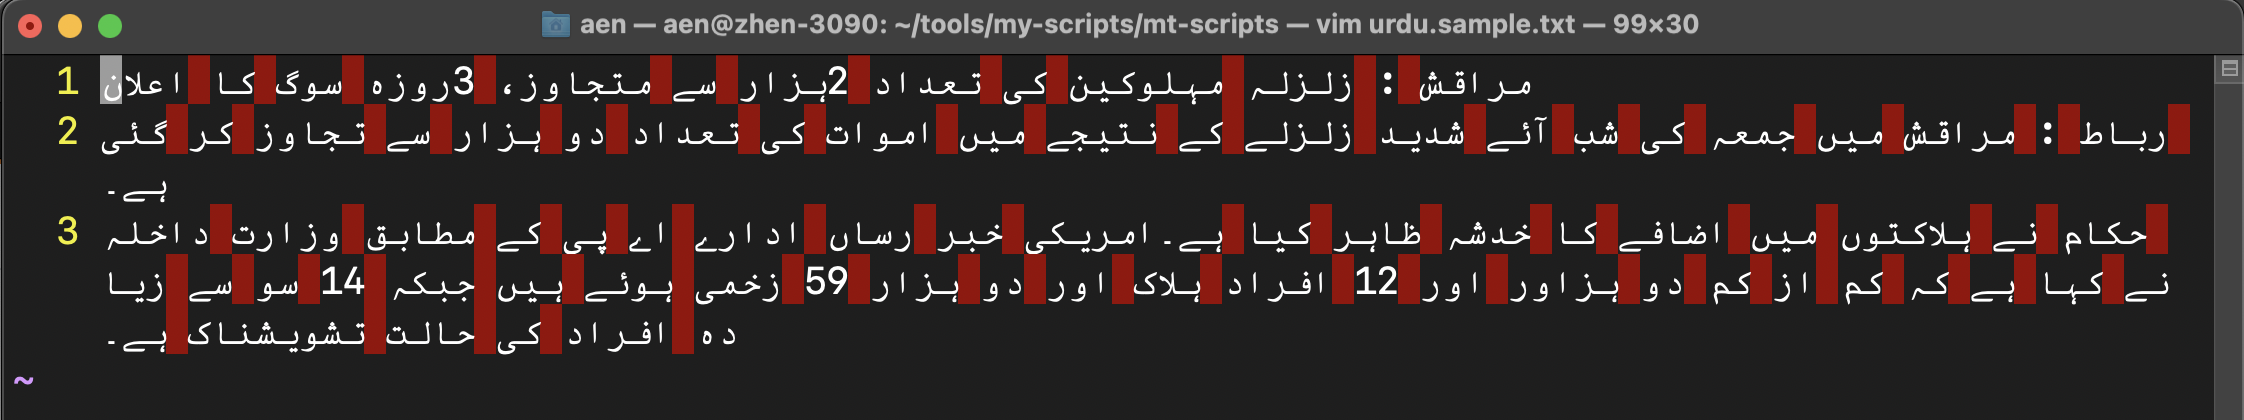 aen — aen@zhen-3090: ~/tools/my-scripts/mt-scripts — vim urdu.sample.txt — 99×30
1 مراقش : زلزلہ مہلوکین کی تعداد 2ہزار سے متجاوز، 3روزہ سوگ کا اعلان
2 رباط : مراقش میں جمعہ کی شب آئے شدید زلزلے کے نتیجے میں اموات کی تعداد دو ہزار سے تجاوز کر گئی
ہے۔
3 حکام نے ہلاکتوں میں اضافے کا خدشہ ظاہر کیا ہے۔ امریکی خبر رساں ادارے اے پی کے مطابق وزارت داخلہ
نے کہا ہے کہ کم از کم دو ہزاور اور 12 افراد ہلاک اور دو ہزار 59 زخمی ہوئے ہیں جبکہ 14 سو سے زیا
دہ افراد کی حالت تشویشناک ہے۔
~